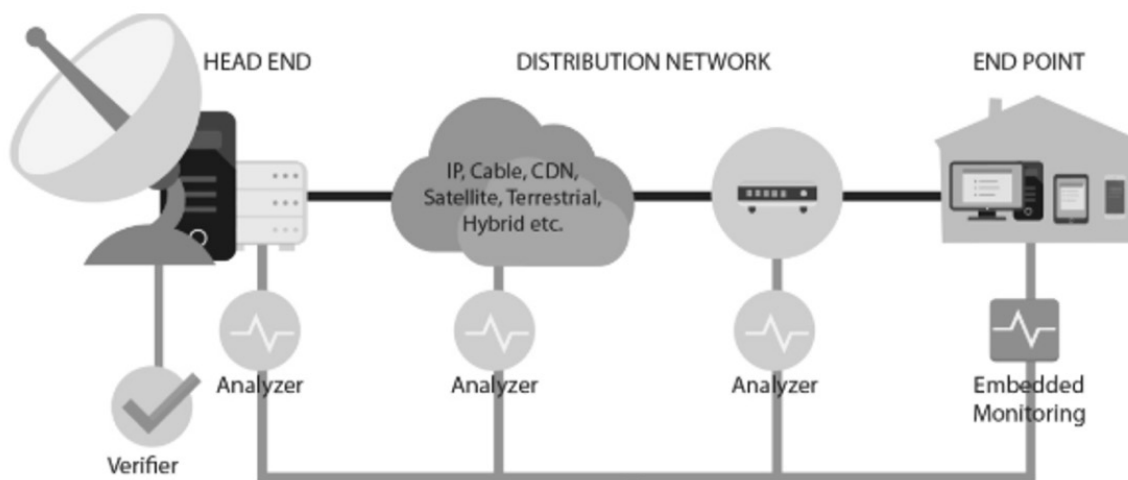 HEAD END
DISTRIBUTION NETWORK
END POINT
IP, Cable, CDN,
Satellite, Terrestrial,
Hybrid etc.
Analyzer
Analyzer
Analyzer
Embedded
Monitoring
Verifier